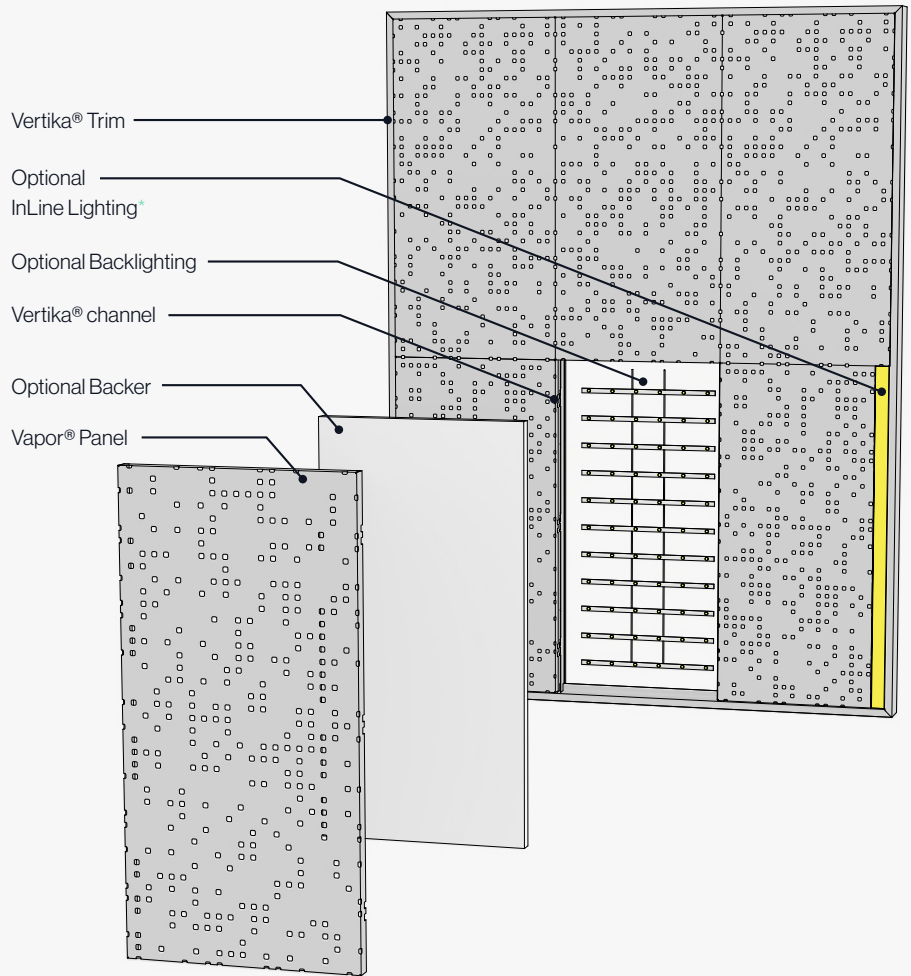 Vertika® Trim
Optional
InLine Lighting*
Optional Backlighting
Vertika® channel
Optional Backer
Vapor® Panel